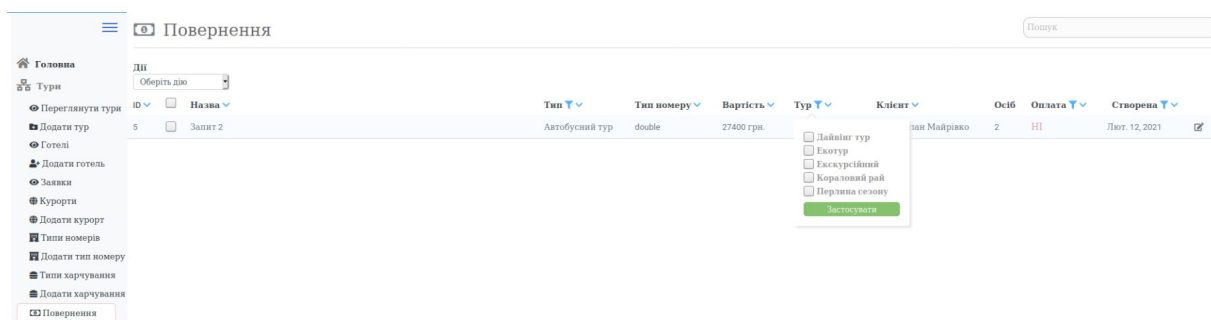 Повернення
Пошук
Головна
Тури
Переглянути тури
Додати тур
Готелі
Додати готель
Заявки
Курорти
Додати курорт
Типи номерів
Додати тип номеру
Типи харчування
Додати харчування
Повернення
Дії
Оберіть дію
ID Назва Тип Тип номеру Вартість Тур Клієнт Осіб Оплата Створена
5 Запит 2 Автобусний тур double 27400 грн. Майрівко 2 НІ Лют. 12, 2021
Дайвінг тур
Екотур
Екскурсійний
Кораловий рай
Перлина сезону
Застосувати